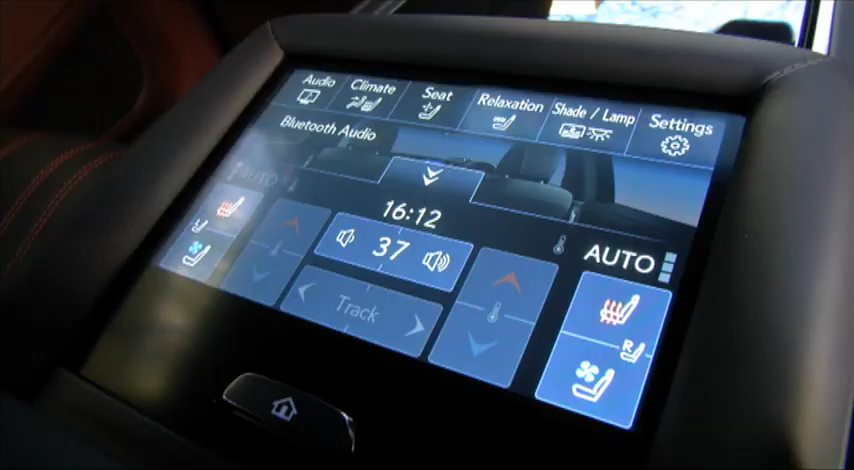 Audio
Climate
Seat
Relaxation
Shade / Lamp
Settings
Bluetooth Audio
AUTO
16:12
37
AUTO
Track
L
R